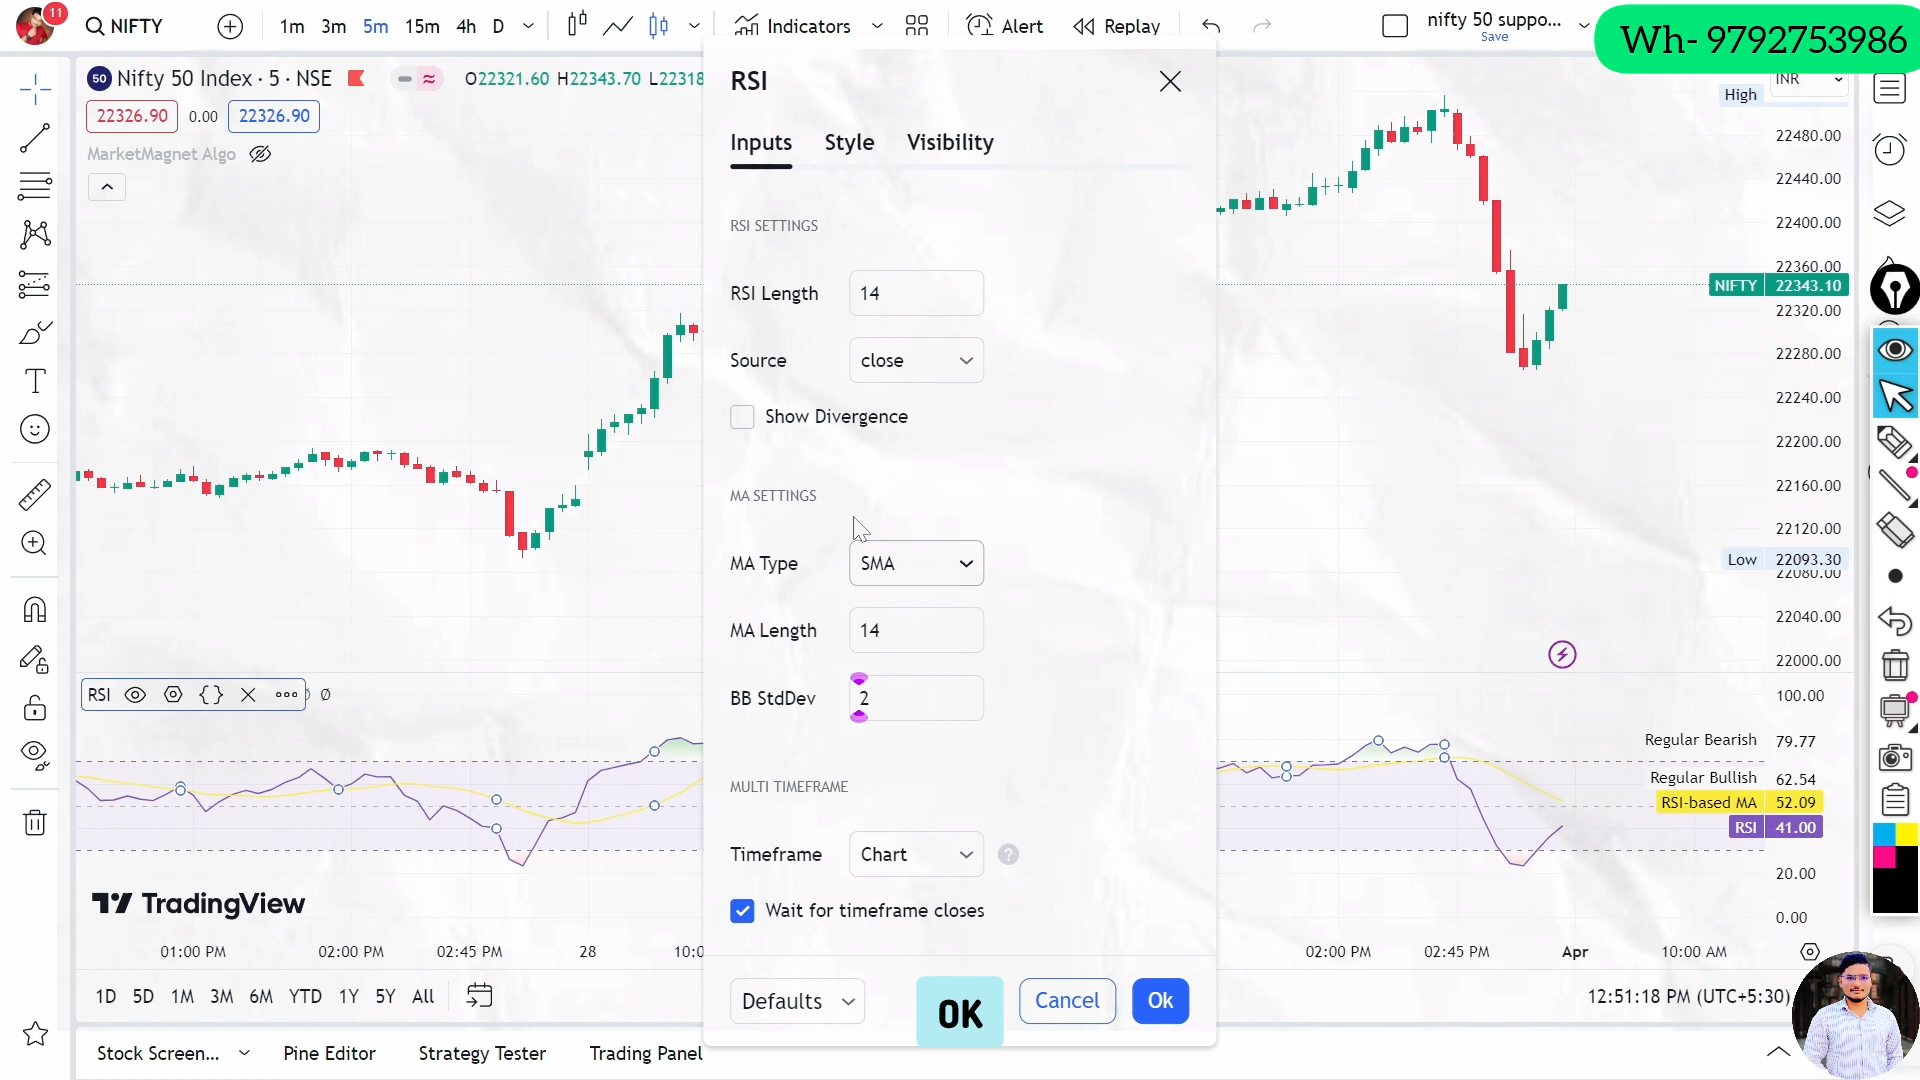 11
NIFTY
1m 3m 5m 15m 4h D
Indicators
Alert
Replay
nifty 50 suppo...
Save
Wh- 9792753986
50 Nifty 50 Index · 5 · NSE
O22321.60 H22343.70 L22318
INR
22326.90 0.00 22326.90
MarketMagnet Algo
RSI
Inputs Style Visibility
RSI SETTINGS
RSI Length 14
Source close
Show Divergence
MA SETTINGS
MA Type SMA
MA Length 14
BB StdDev 2
MULTI TIMEFRAME
Timeframe Chart ?
Wait for timeframe closes
Defaults
OK
Cancel
Ok
High
22480.00
22440.00
22400.00
22360.00
NIFTY 22343.10
22320.00
22280.00
22240.00
22200.00
22160.00
22120.00
Low 22093.30
22080.00
22040.00
22000.00
RSI
100.00
Regular Bearish 79.77
Regular Bullish 62.54
RSI-based MA 52.09
RSI 41.00
20.00
0.00
TradingView
01:00 PM 02:00 PM 02:45 PM 28 10:0
02:00 PM 02:45 PM Apr 10:00 AM
1D 5D 1M 3M 6M YTD 1Y 5Y All
12:51:18 PM (UTC+5:30)
Stock Screen... Pine Editor Strategy Tester Trading Panel